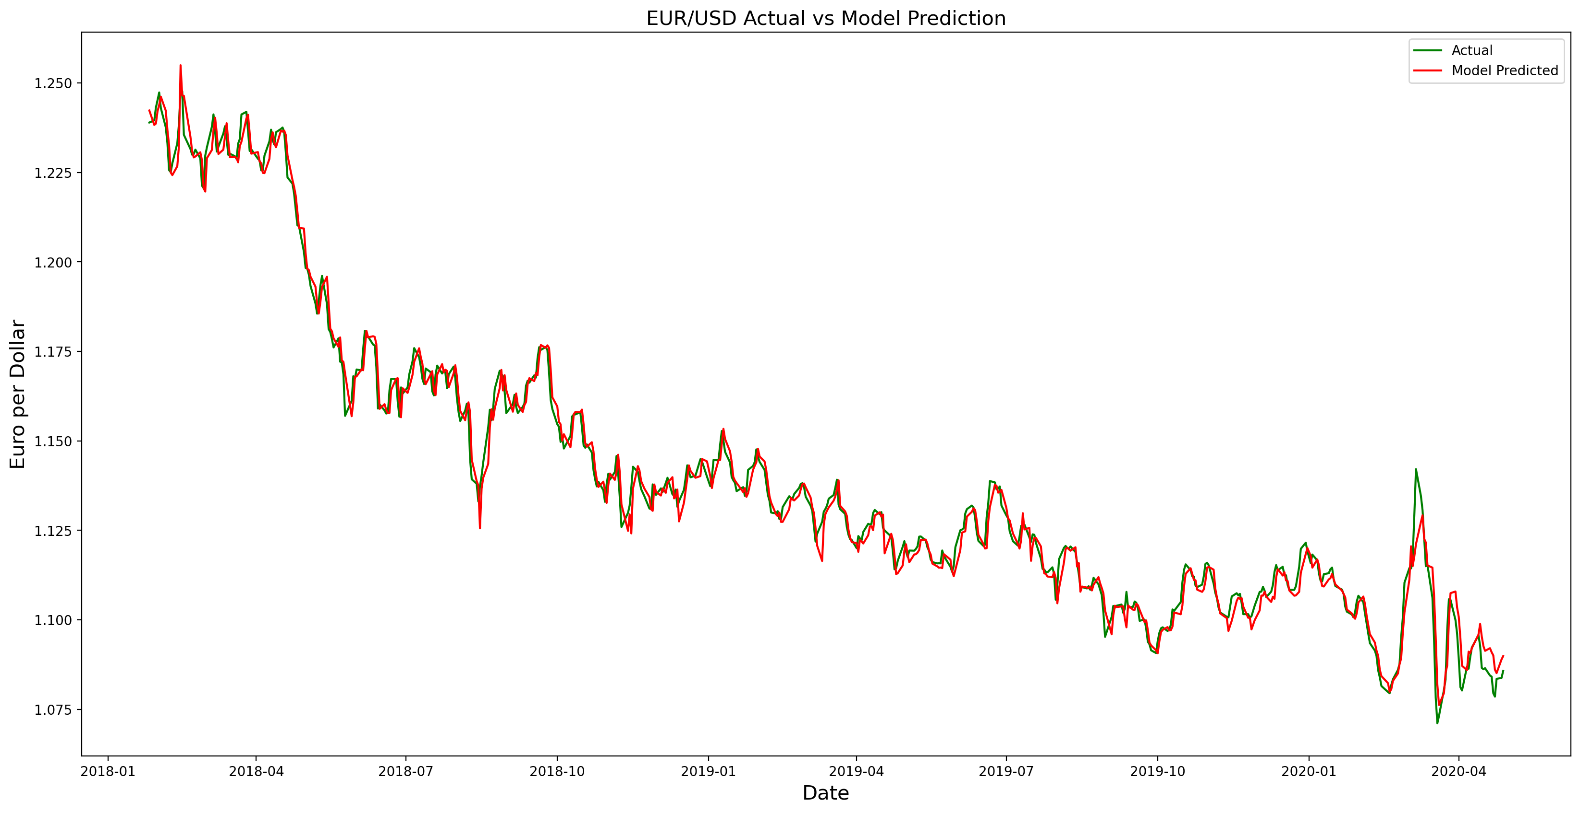 EUR/USD Actual vs Model Prediction
Actual
Model Predicted
Euro per Dollar
1.250
1.225
1.200
1.175
1.150
1.125
1.100
1.075
2018-01 2018-04 2018-07 2018-10 2019-01 2019-04 2019-07 2019-10 2020-01 2020-04
Date